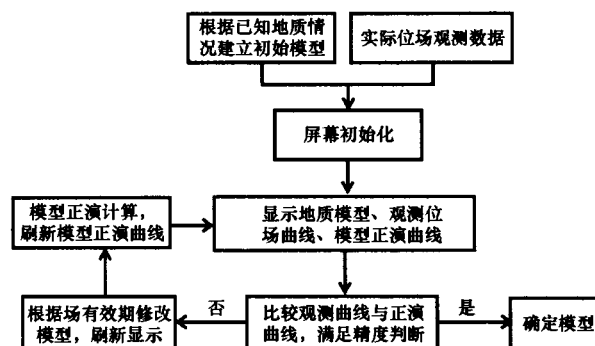 根据已知地质情
况建立初始模型
实际位场观测数据
屏幕初始化
模型正演计算，
刷新模型正演曲线
显示地质模型、观测位
场曲线、模型正演曲线
根据场有效期修改
模型，刷新显示
否
比较观测曲线与正演
曲线，满足精度判断
是
确定模型